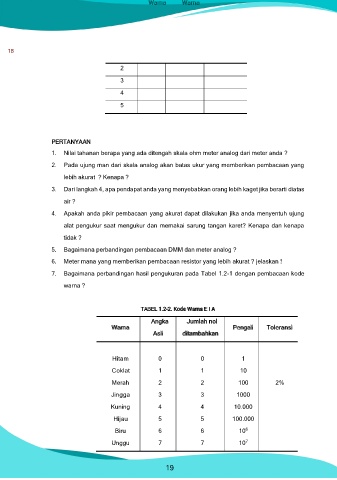 Warna Warna
18
2
3
4
5
PERTANYAAN
1. Nilai tahanan berapa yang ada ditengah skala ohm meter analog dari meter anda ?
2. Pada ujung man dari skala analog akan batas ukur yang memberikan pembacaan yang
lebih akurat ? Kenapa ?
3. Dari langkah 4, apa pendapat anda yang menyebabkan orang lebih kaget jika berarti diatas
air ?
4. Apakah anda pikir pembacaan yang akurat dapat dilakukan jika anda menyentuh ujung
alat pengukur saat mengukur dan memakai sarung tangan karet? Kenapa dan kenapa
tidak ?
5. Bagaimana perbandingan pembacaan DMM dan meter analog ?
6. Meter mana yang memberikan pembacaan resistor yang lebih akurat ? jelaskan !
7. Bagaimana perbandingan hasil pengukuran pada Tabel 1.2-1 dengan pembacaan kode
warna ?
TABEL 1.2-2. Kode Warna E I A
Warna Angka Asli Jumlah nol ditambahkan Pengali Toleransi
Hitam 0 0 1
Coklat 1 1 10
Merah 2 2 100 2%
Jingga 3 3 1000
Kuning 4 4 10.000
Hijau 5 5 100.000
Biru 6 6 10⁶
Ungu 7 7 10⁷
19